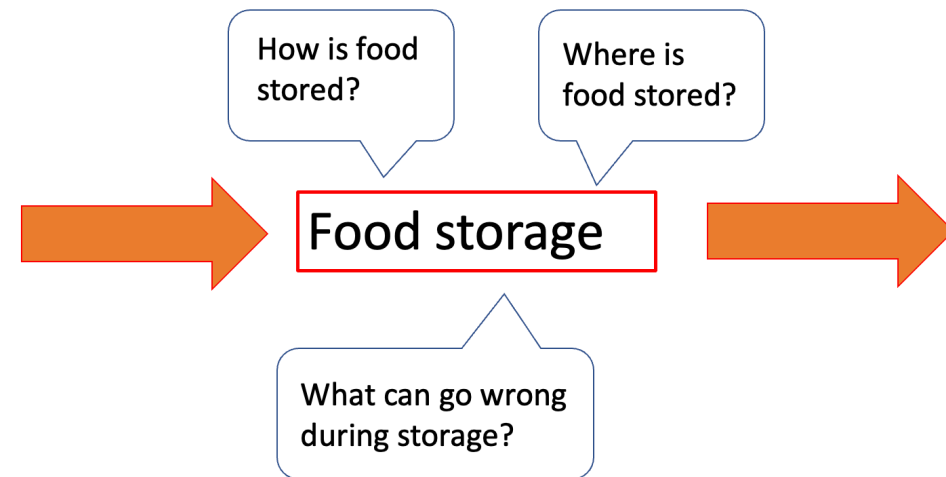 How is food
stored?
Where is
food stored?
Food storage
What can go wrong
during storage?